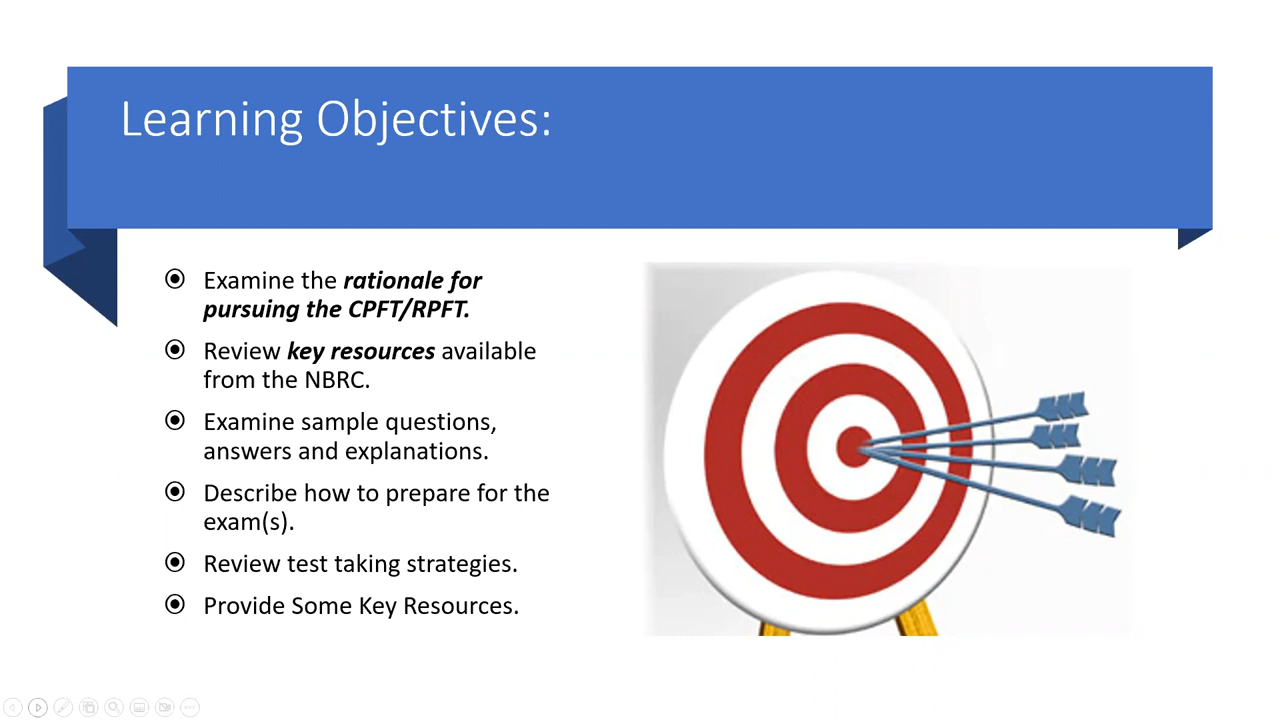 Learning Objectives:
Examine the rationale for
pursuing the CPFT/RPFT.
Review key resources available
from the NBRC.
Examine sample questions,
answers and explanations.
Describe how to prepare for the
exam(s).
Review test taking strategies.
Provide Some Key Resources.